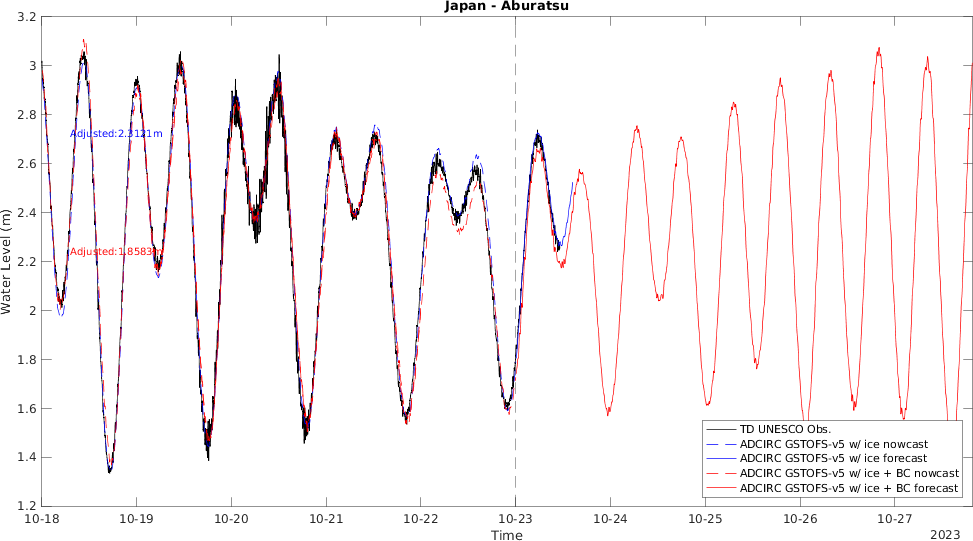 Japan - Aburatsu
3.2
3
2.8
2.6
2.4
2.2
2
1.8
1.6
1.4
1.2
Water Level (m)
Adjusted:2.3121m
Adjusted:1.8583m
TD UNESCO Obs.
ADCIRC GSTOFS-v5 w/ ice nowcast
ADCIRC GSTOFS-v5 w/ ice forecast
ADCIRC GSTOFS-v5 w/ ice + BC nowcast
ADCIRC GSTOFS-v5 w/ ice + BC forecast
10-18 10-19 10-20 10-21 10-22 10-23 10-24 10-25 10-26 10-27
Time
2023